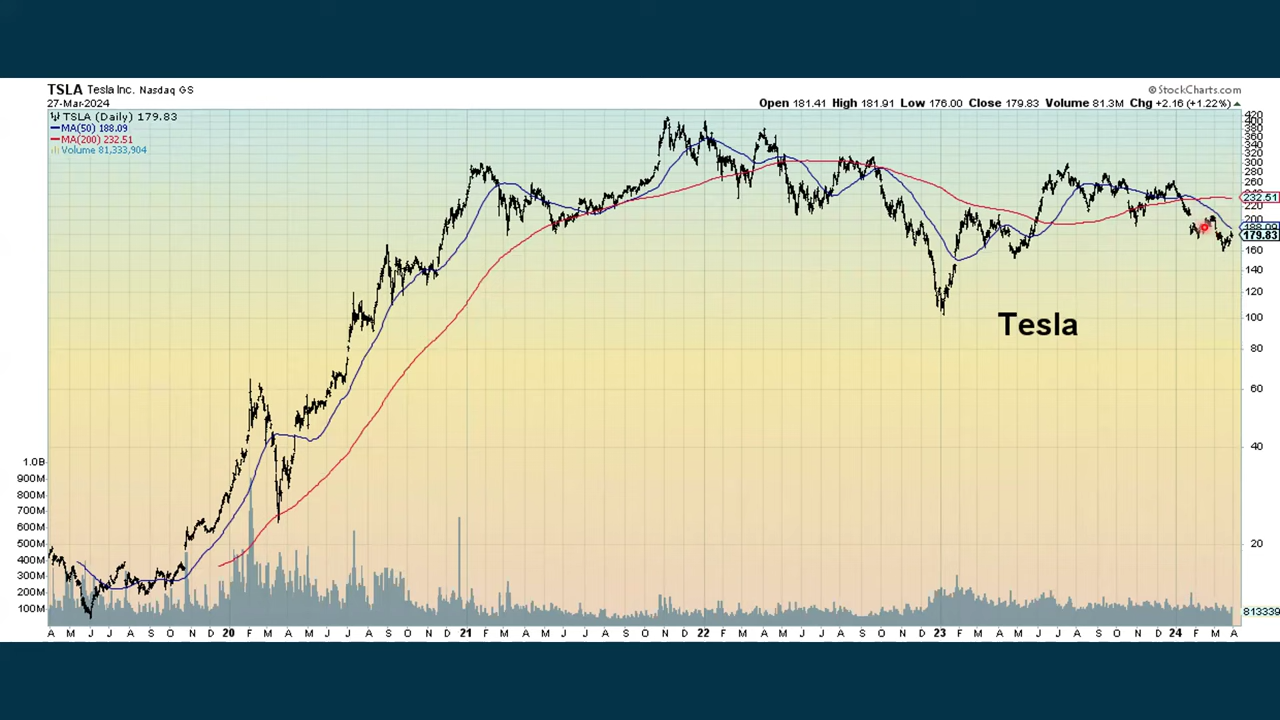 TSLA Tesla Inc. Nasdaq GS
© StockCharts.com
27-Mar-2024
Open 181.41 High 181.91 Low 176.00 Close 179.83 Volume 81.3M Chg +2.16 (+1.22%)
TSLA (Daily) 179.83
MA(50) 188.09
MA(200) 232.51
Volume 81,333,904
420
400
380
360
340
320
300
280
260
240
232.51
200
188.09
179.83
160
140
120
100
80
60
40
20
Tesla
1.0B
900M
800M
700M
600M
500M
400M
300M
200M
100M
813339
A M J J A S O N D 20 F M A M J J A S O N D 21 F M A M J J A S O N D 22 F M A M J J A S O N D 23 F M A M J J A S O N D 24 F M A